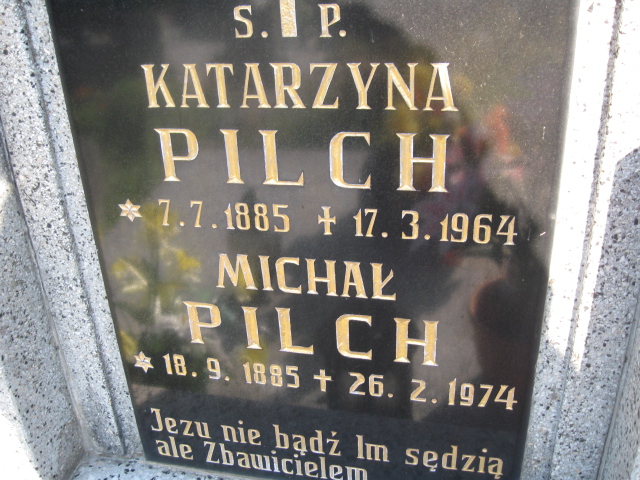 S. P.
KATARZYNA
PILCH
* 7.7.1885 + 17.3.1964
MICHAŁ
PILCH
* 18.9.1885 + 26.2.1974
Jezu nie bądź Im sędzią
ale Zbawicielem